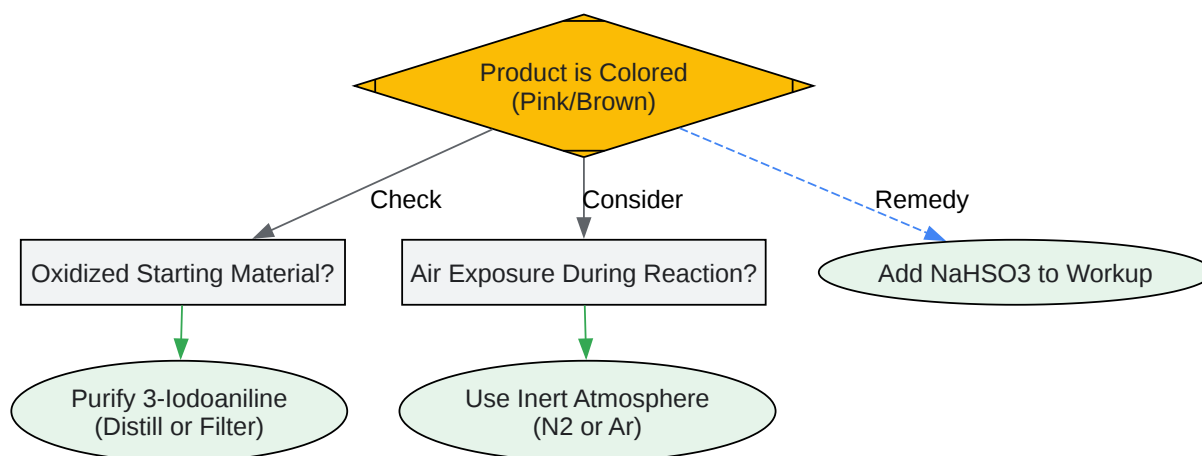 Product is Colored
(Pink/Brown)
Check
Consider
Remedy
Oxidized Starting Material?
Air Exposure During Reaction?
Add NaHSO3 to Workup
Purify 3-Iodoaniline
(Distill or Filter)
Use Inert Atmosphere
(N2 or Ar)